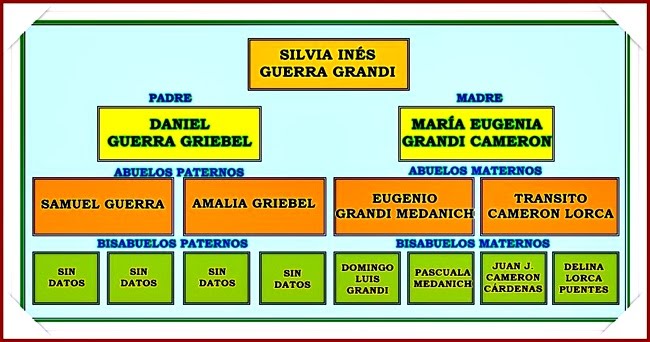 SILVIA INÉS
GUERRA GRANDI
PADRE
MADRE
DANIEL
GUERRA GRIEBEL
MARÍA EUGENIA
GRANDI CAMERON
ABUELOS PATERNOS
ABUELOS MATERNOS
SAMUEL GUERRA
AMALIA GRIEBEL
EUGENIO
GRANDI MEDANICH
TRANSITO
CAMERON LORCA
BISABUELOS PATERNOS
BISABUELOS MATERNOS
SIN
DATOS
SIN
DATOS
SIN
DATOS
SIN
DATOS
DOMINGO
LUIS
GRANDI
PASCUALA
MEDANICH
JUAN J.
CAMERON
CÁRDENAS
DELINA
LORCA
PUENTES